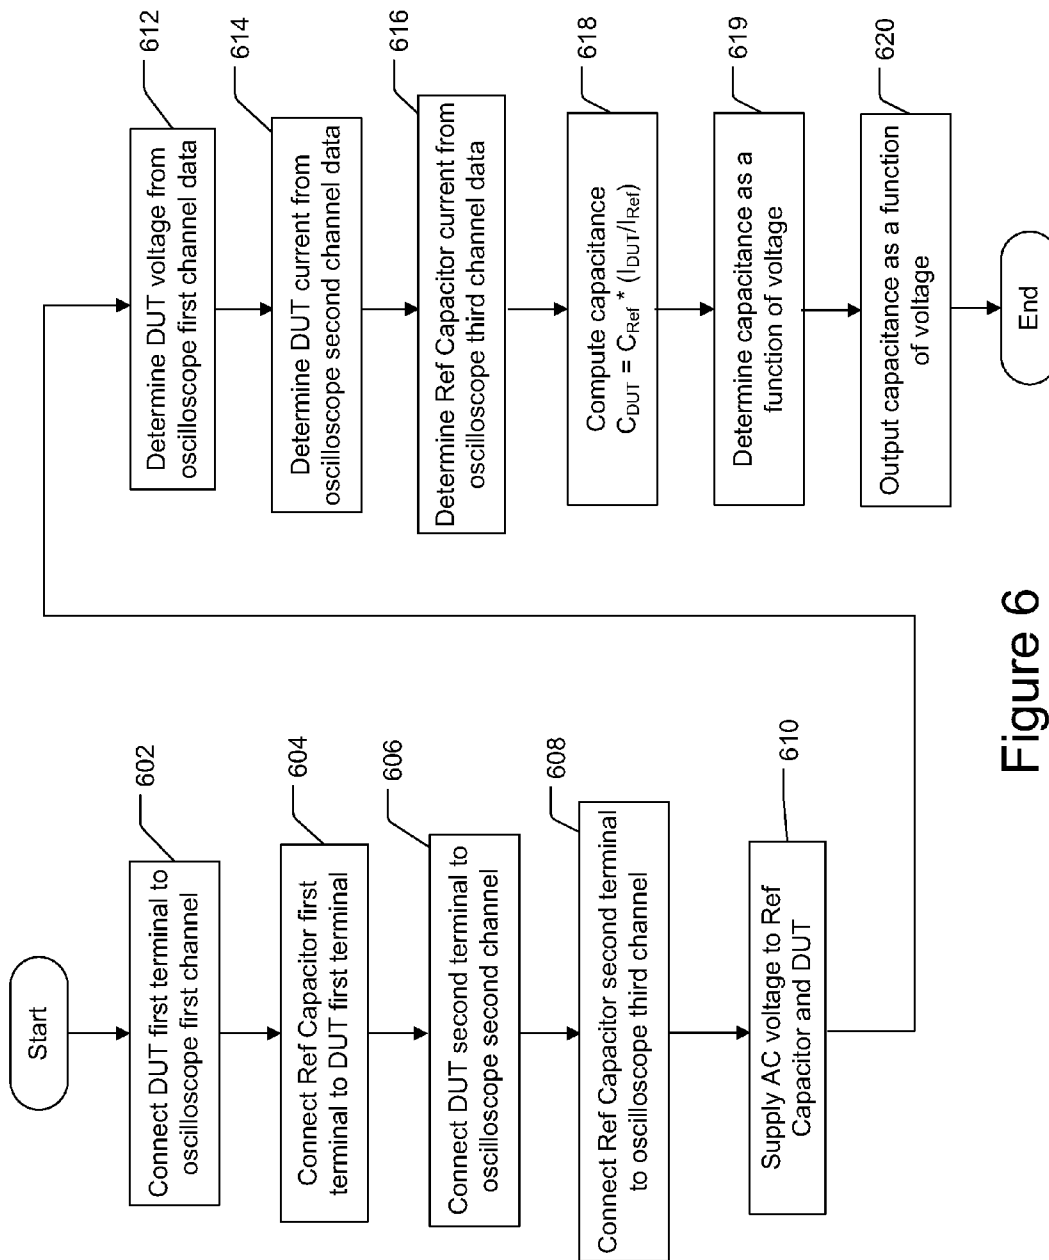 Start
Connect DUT first terminal to
oscilloscope first channel
602
Connect Ref Capacitor first
terminal to DUT first terminal
604
Connect DUT second terminal to
oscilloscope second channel
606
Connect Ref Capacitor second terminal
to oscilloscope third channel
608
Supply AC voltage to Ref
Capacitor and DUT
610
Determine DUT voltage from
oscilloscope first channel data
612
Determine DUT current from
oscilloscope second channel data
614
Determine Ref Capacitor current from
oscilloscope third channel data
616
Compute capacitance
C_DUT = C_Ref * (I_DUT/I_Ref)
618
Determine capacitance as a
function of voltage
619
Output capacitance as a function
of voltage
620
End
Figure 6